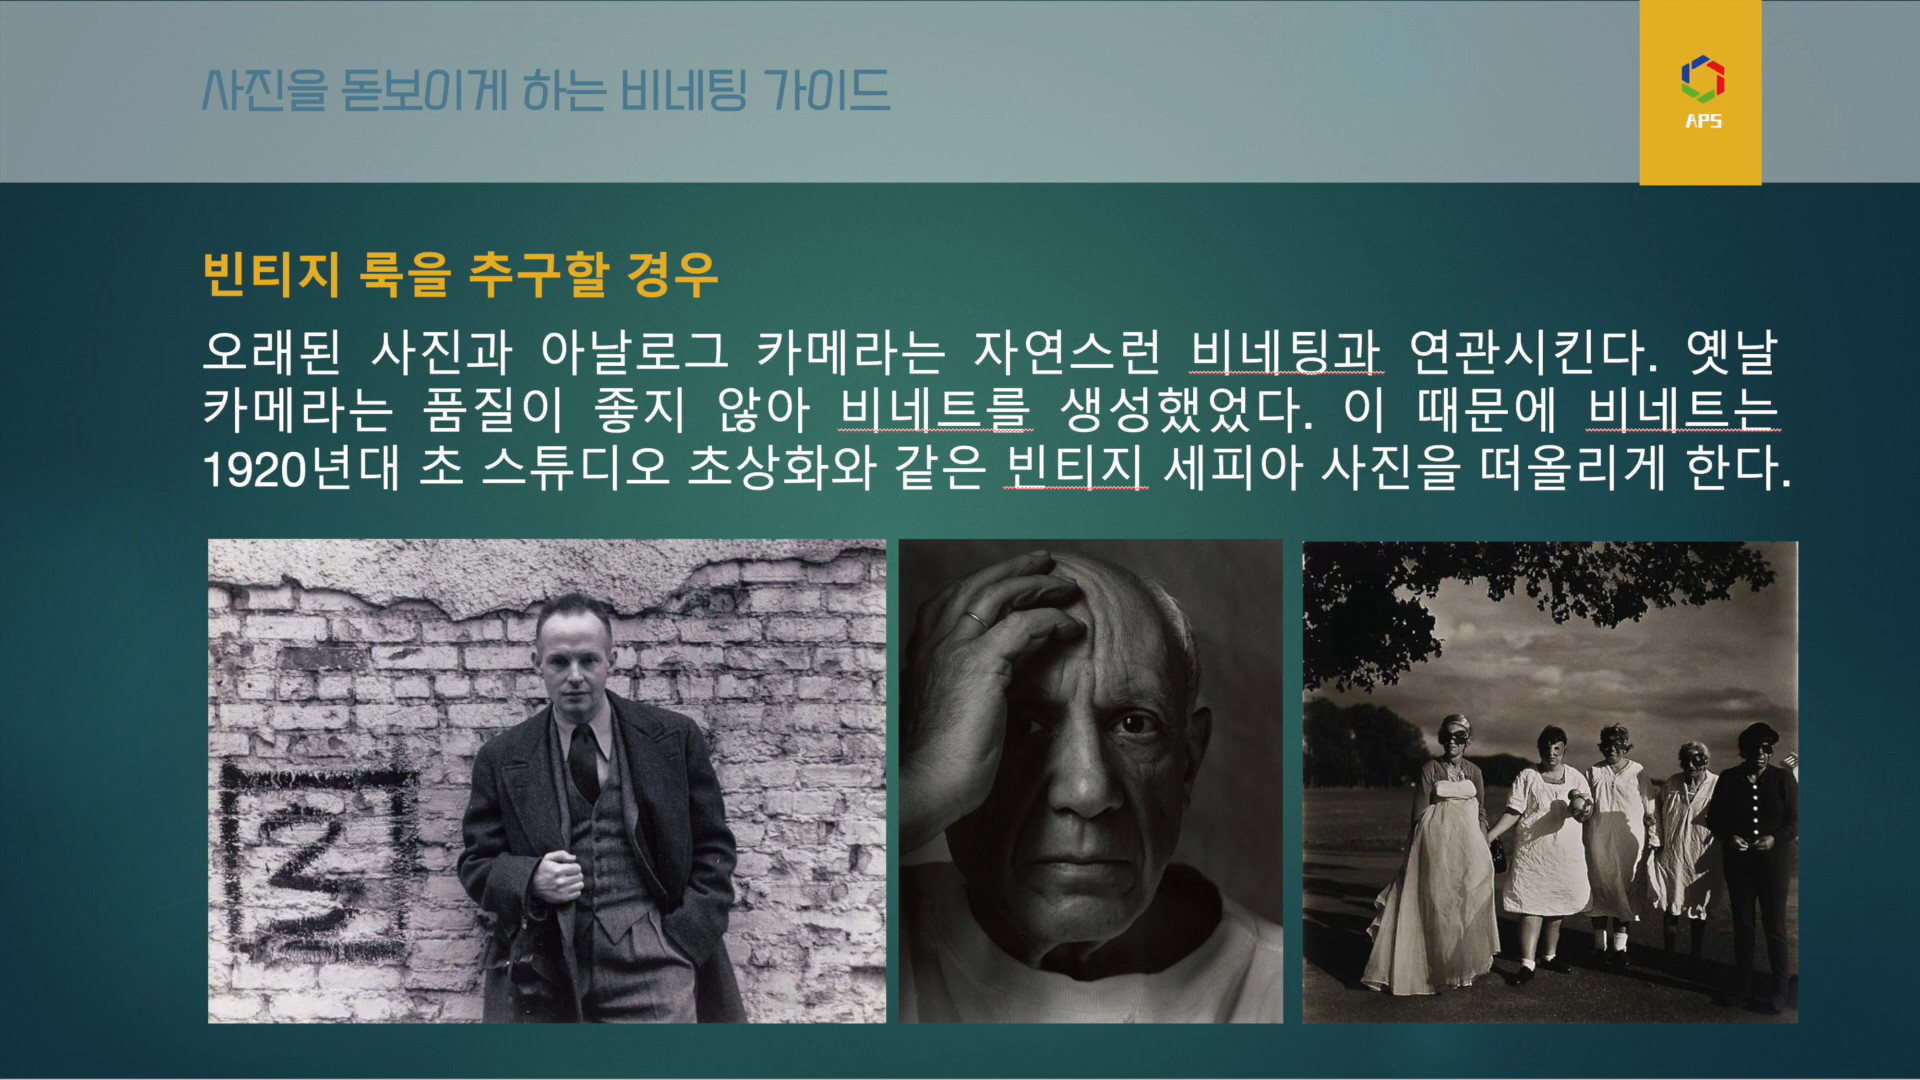 사진을 돋보이게 하는 비네팅 가이드
APS
빈티지 룩을 추구할 경우
오래된 사진과 아날로그 카메라는 자연스런 비네팅과 연관시킨다. 옛날
카메라는 품질이 좋지 않아 비네트를 생성했었다. 이 때문에 비네트는
1920년대 초 스튜디오 초상화와 같은 빈티지 세피아 사진을 떠올리게 한다.
N